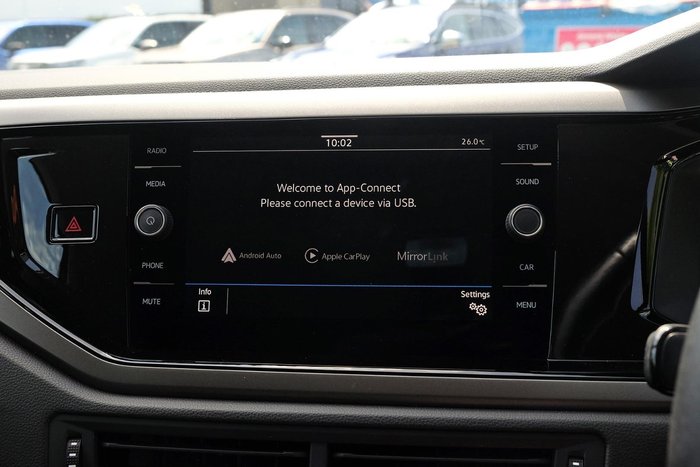 10:02
26.0°C
RADIO
MEDIA
PHONE
MUTE
Welcome to App-Connect
Please connect a device via USB.
Android Auto
Apple CarPlay
MirrorLink
Info
i
Settings
SETUP
SOUND
CAR
MENU